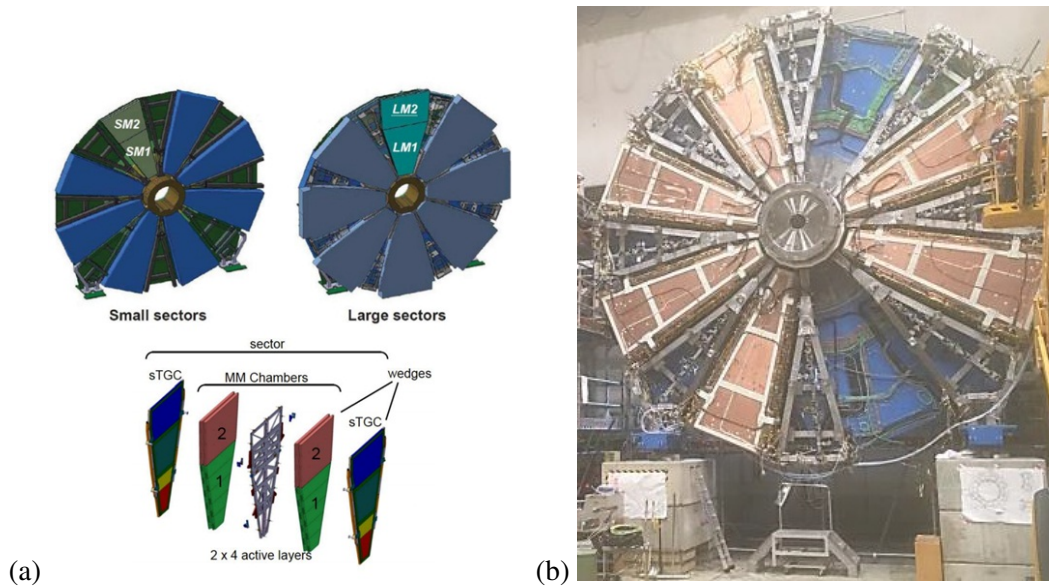 SM2
SM1
LM2
LM1
Small sectors
Large sectors
sector
sTGC
MM Chambers
wedges
sTGC
2
2
1
1
2 x 4 active layers
(a)
(b)